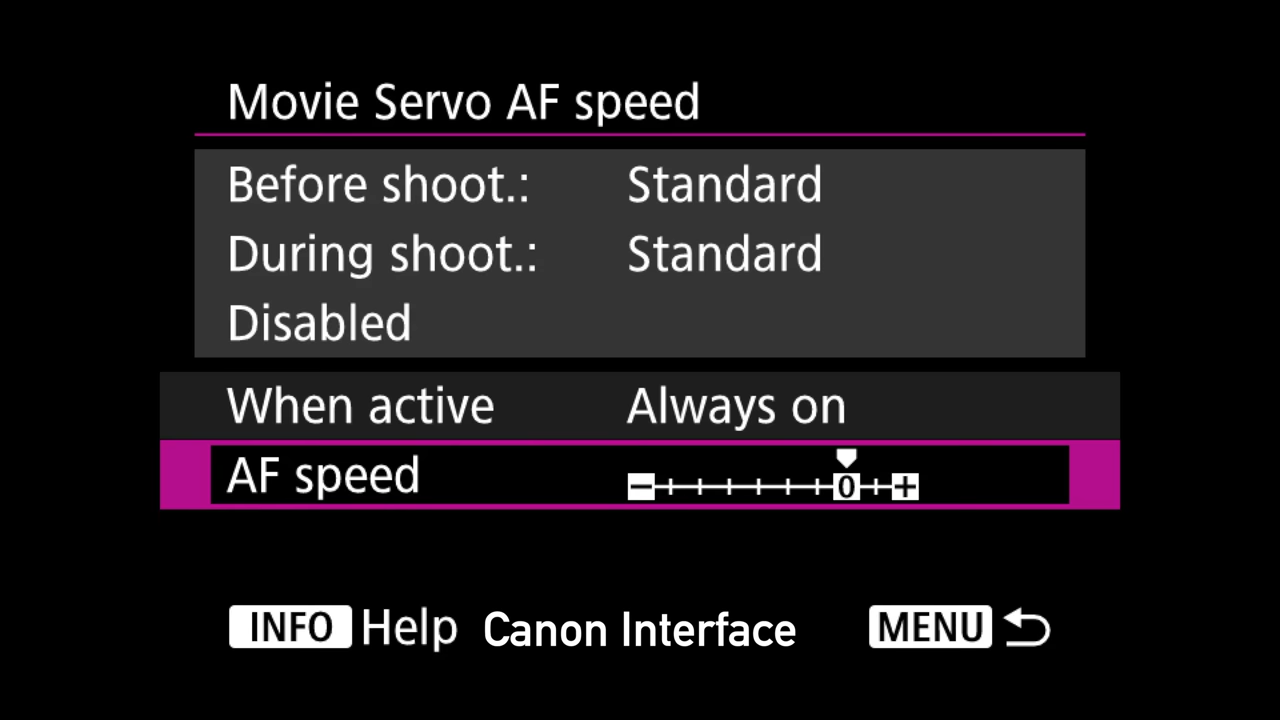 Movie Servo AF speed
Before shoot.: Standard
During shoot.: Standard
Disabled
When active Always on
AF speed − 0 +
INFO Help Canon Interface MENU